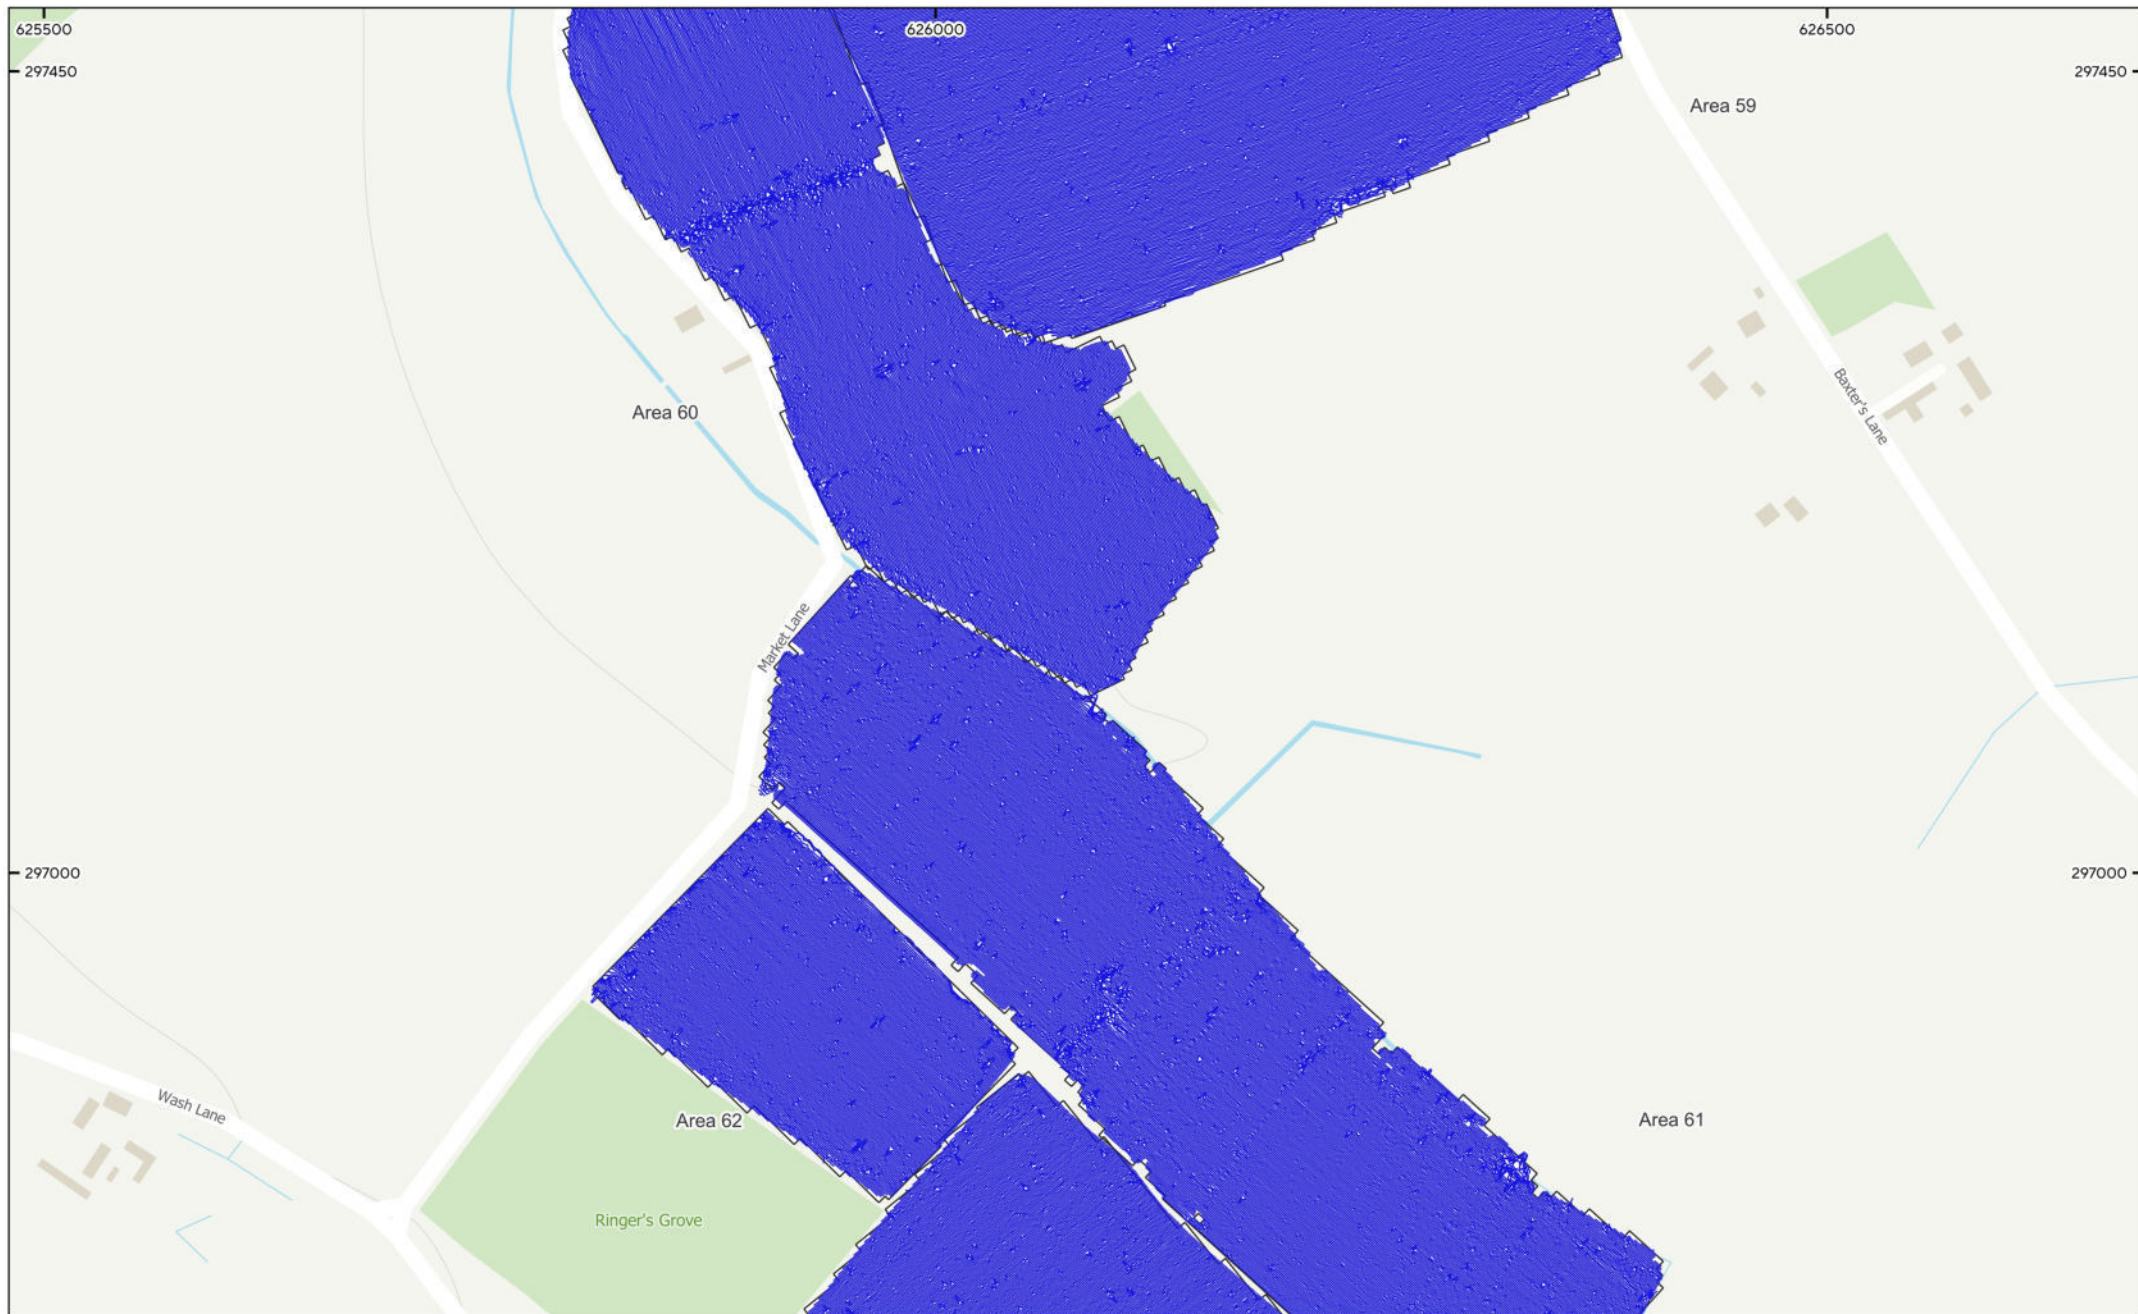 625500
626000
626500
297450
297450
Area 59
Area 60
Baxter's Lane
Market Lane
297000
297000
Wash Lane
Area 62
Area 61
Ringer's Grove